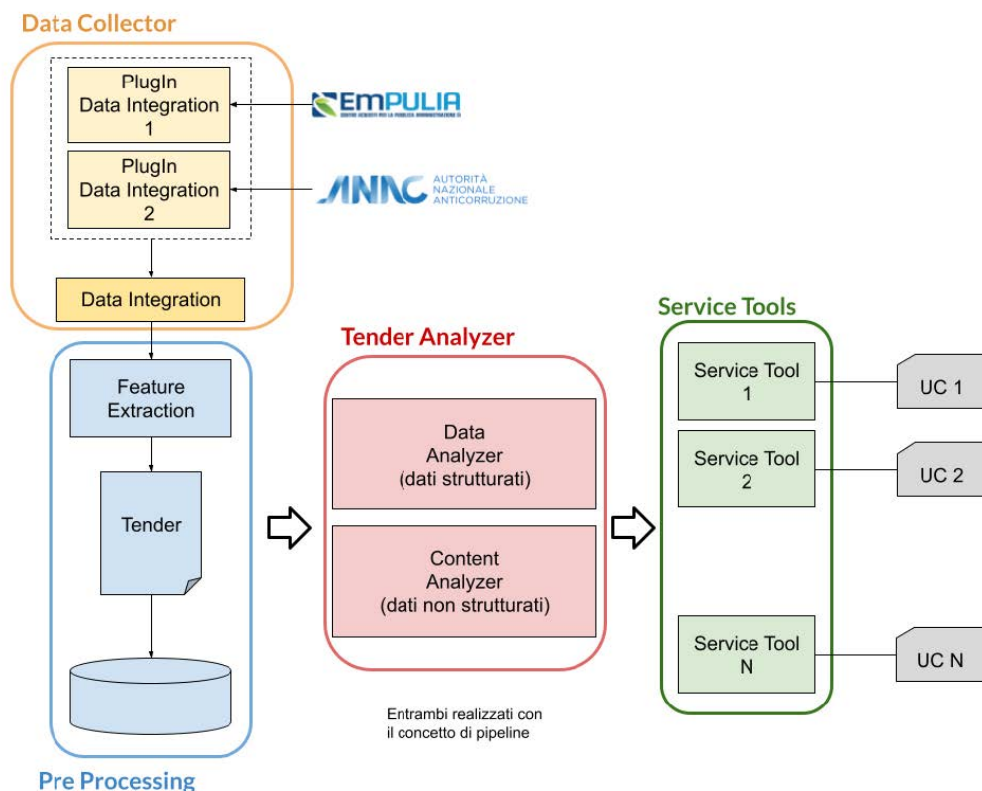 Data Collector
PlugIn
Data Integration
1
EMPULIA
PlugIn
Data Integration
2
ANAC
AUTORITÀ
NAZIONALE
ANTICORRUZIONE
Data Integration
Feature
Extraction
Tender
Pre Processing
Tender Analyzer
Data
Analyzer
(dati strutturati)
Content
Analyzer
(dati non strutturati)
Entrambi realizzati con
il concetto di pipeline
Service Tools
Service Tool
1
UC 1
Service Tool
2
UC 2
Service Tool
N
UC N